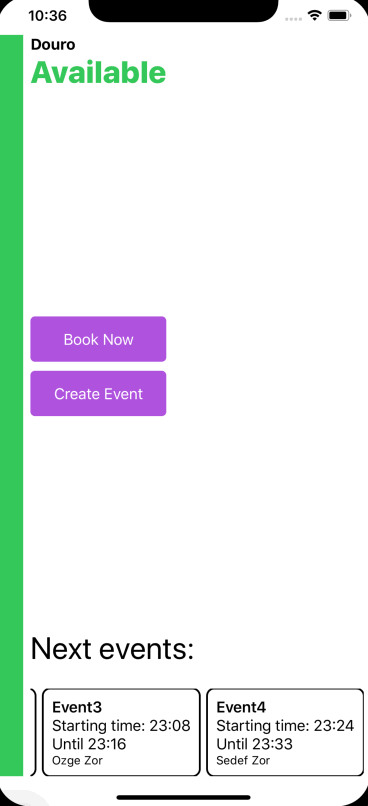 10:36
Douro
Available
Book Now
Create Event
Next events:
Event3
Starting time: 23:08
Until 23:16
Ozge Zor
Event4
Starting time: 23:24
Until 23:33
Sedef Zor